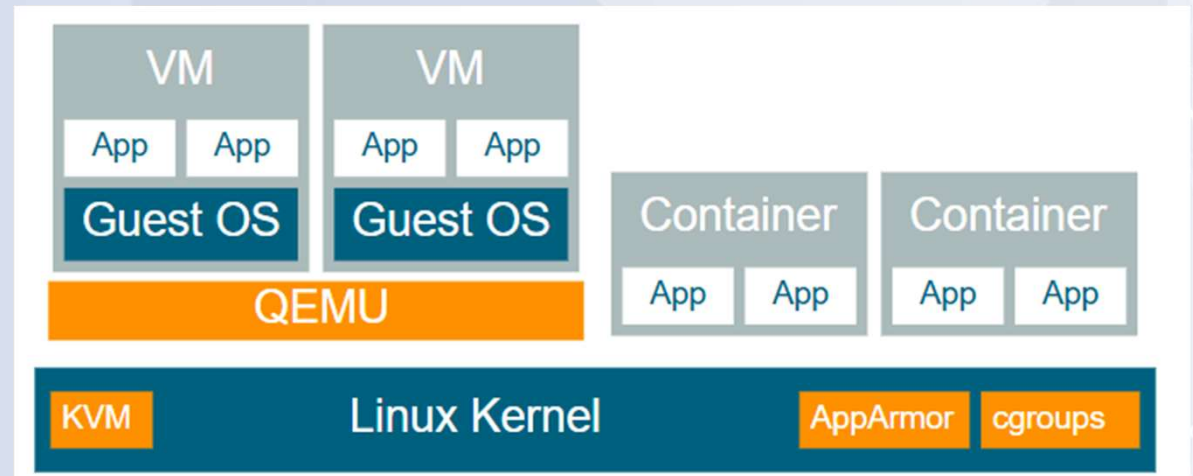 VM VM
App App App App
Guest OS Guest OS
Container Container
QEMU
App App App App
KVM Linux Kernel AppArmor cgroups